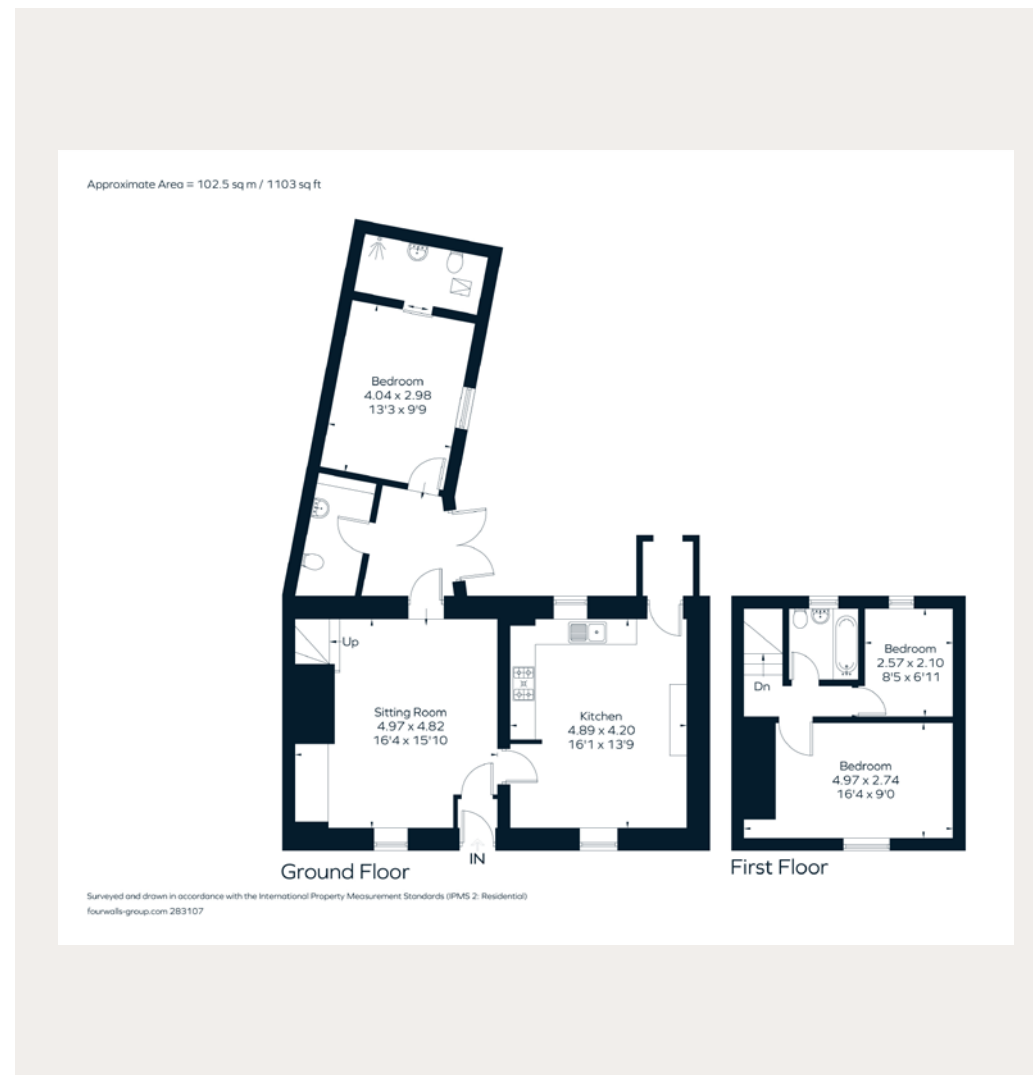 Approximate Area = 102.5 sq m / 1103 sq ft
Bedroom
4.04 x 2.98
13'3 x 9'9
Up
Sitting Room
4.97 x 4.82
16'4 x 15'10
Kitchen
4.89 x 4.20
16'1 x 13'9
IN
Ground Floor
Dn
Bedroom
2.57 x 2.10
8'5 x 6'11
Bedroom
4.97 x 2.74
16'4 x 9'0
First Floor
Surveyed and drawn in accordance with the International Property Measurement Standards (IPMS 2: Residential)
fourwalls-group.com 283107